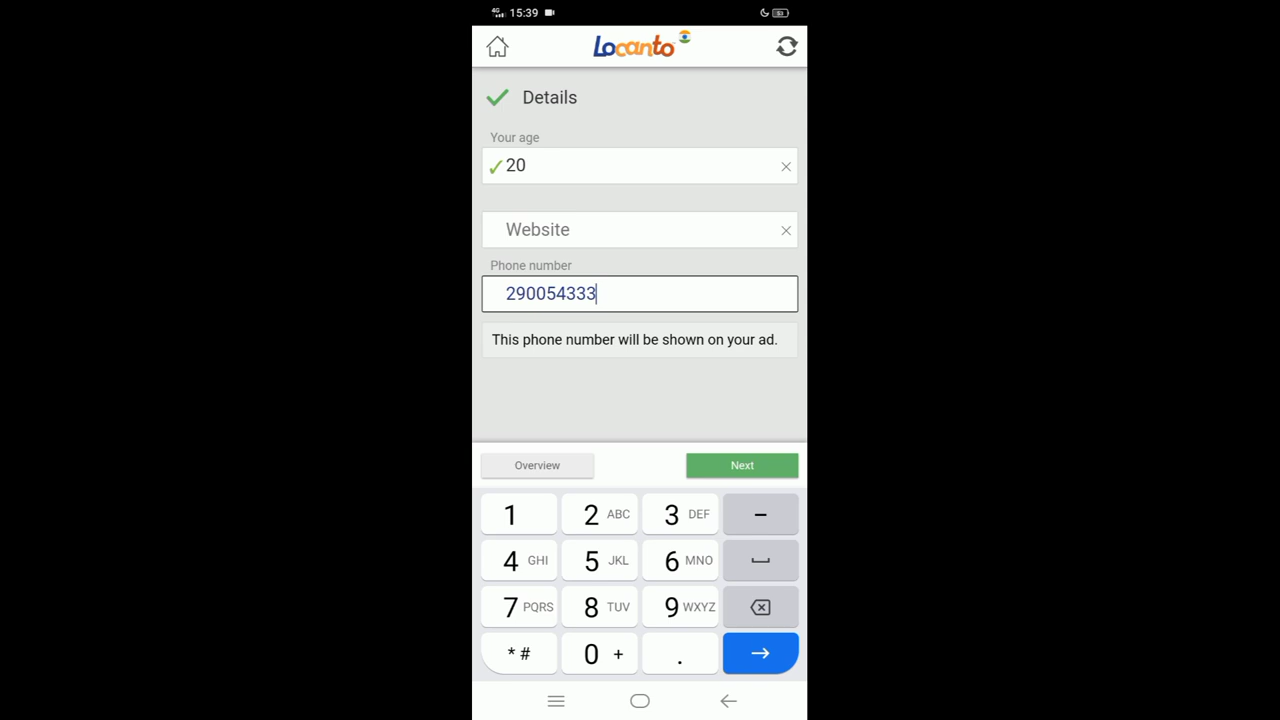 4G 15:39
Locanto
Details
Your age
20
Website
Phone number
290054333
This phone number will be shown on your ad.
Overview Next
1 2 ABC 3 DEF –
4 GHI 5 JKL 6 MNO
7 PQRS 8 TUV 9 WXYZ
* # 0 + .